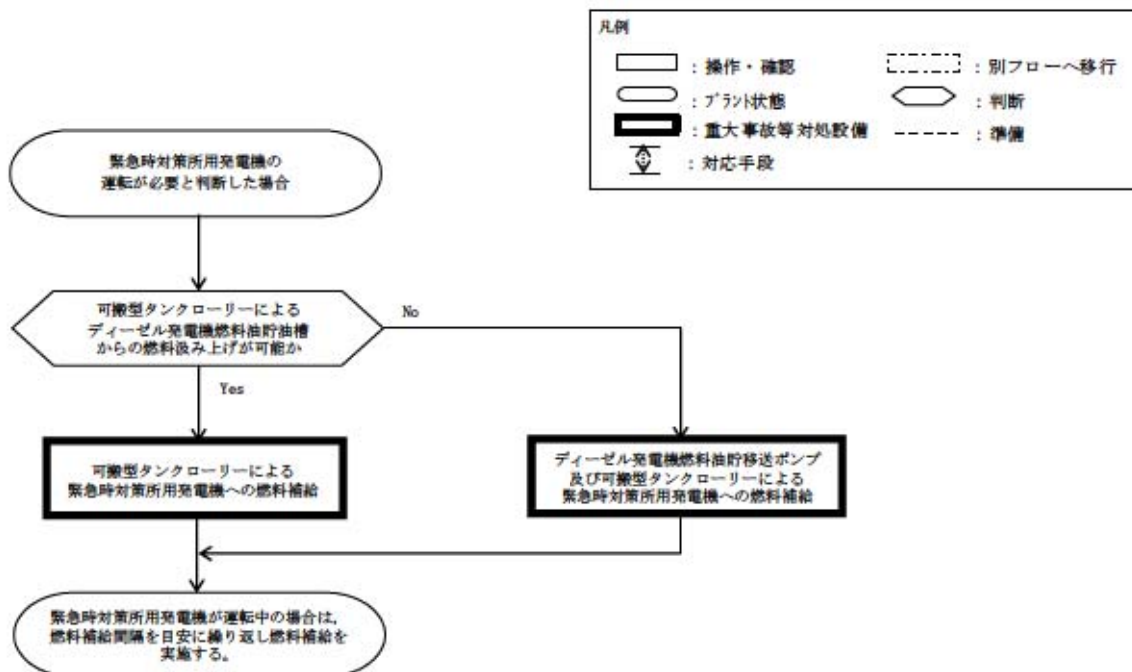 凡例
：操作・確認
：別フローへ移行
：プラント状態
：判断
：重大事故等対処設備
：準備
：対応手段
緊急時対策所用発電機の
運転が必要と判断した場合
可搬型タンクローリーによる
ディーゼル発電機燃料油貯油槽
からの燃料汲み上げが可能か
No
Yes
可搬型タンクローリーによる
緊急時対策所用発電機への燃料補給
ディーゼル発電機燃料油貯移送ポンプ
及び可搬型タンクローリーによる
緊急時対策所用発電機への燃料補給
緊急時対策所用発電機が運転中の場合は，
燃料補給間隔を目安に繰り返し燃料補給を
実施する。